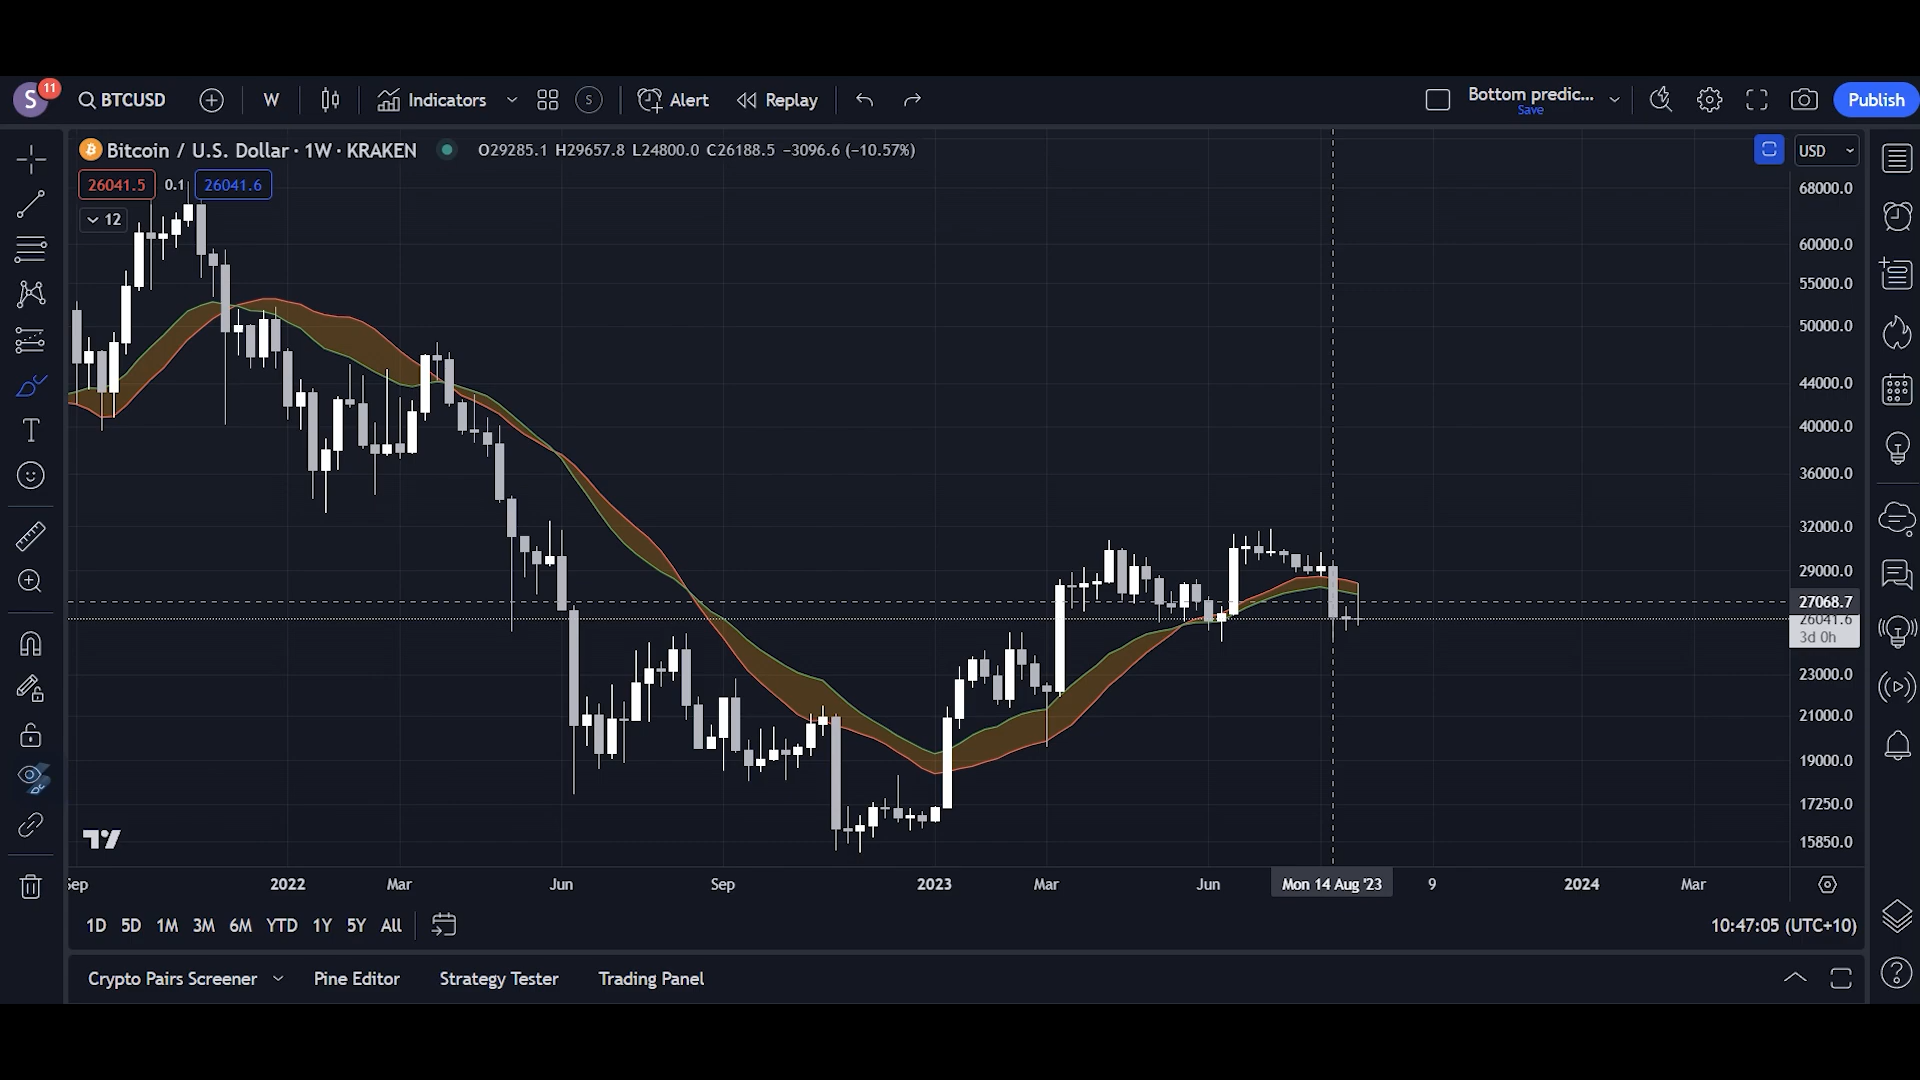 S 11 BTCUSD W Indicators S Alert Replay Bottom predic... Save Publish
Bitcoin / U.S. Dollar · 1W · KRAKEN O29285.1 H29657.8 L24800.0 C26188.5 −3096.6 (−10.57%) USD
26041.5 0.1 26041.6
12
68000.0
60000.0
55000.0
50000.0
44000.0
40000.0
36000.0
32000.0
29000.0
27068.7
26041.6
3d 0h
23000.0
21000.0
19000.0
17250.0
15850.0
Sep 2022 Mar Jun Sep 2023 Mar Jun Mon 14 Aug '23 9 2024 Mar
1D 5D 1M 3M 6M YTD 1Y 5Y All 10:47:05 (UTC+10)
Crypto Pairs Screener Pine Editor Strategy Tester Trading Panel